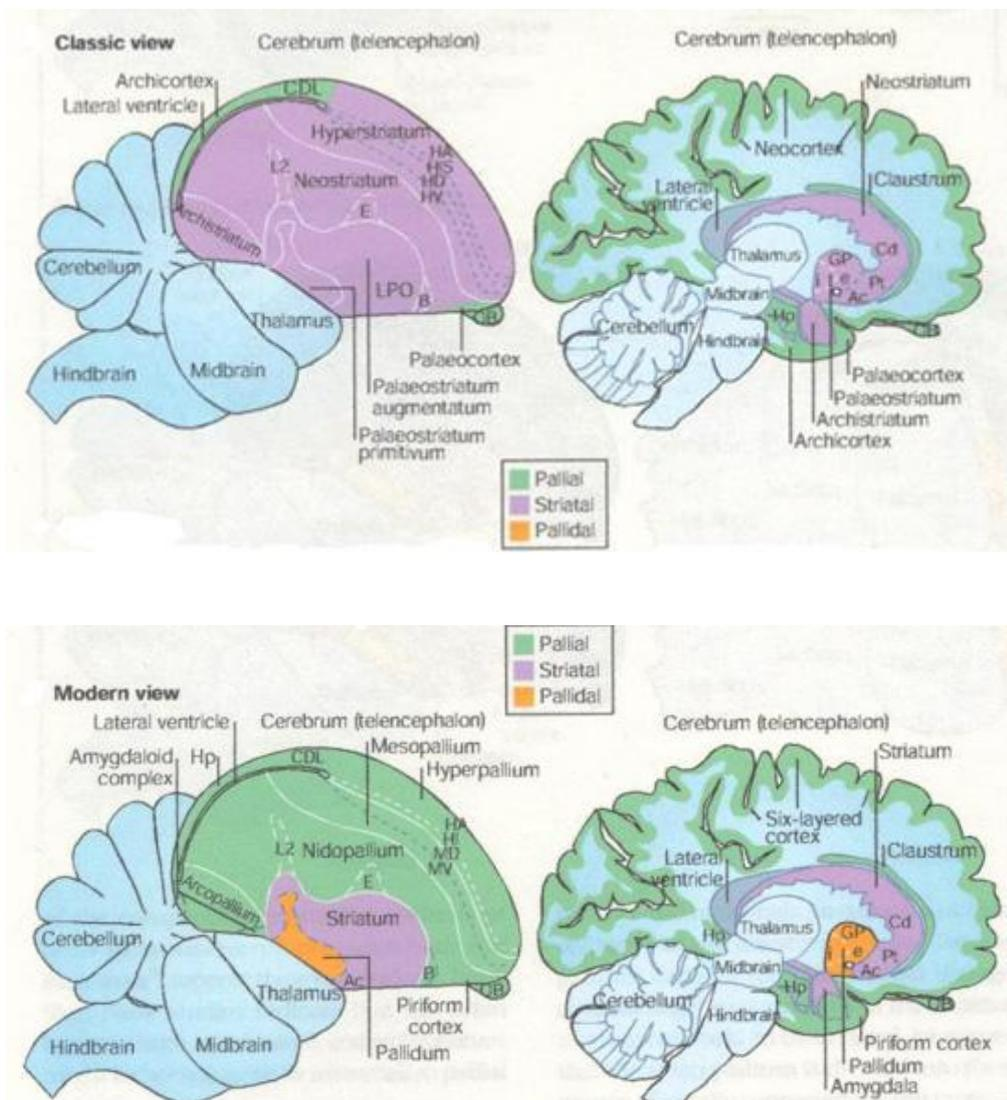 Classic view
Cerebrum (telencephalon)
Archicortex
Lateral ventricle
CDL
Hyperstriatum
HA
HIS
HD
HV
L2
Neostriatum
E
Archistriatum
Cerebellum
LPO
B
OB
Thalamus
Palaeocortex
Hindbrain
Midbrain
Palaeostriatum
augmentatum
Palaeostriatum
primitivum
Cerebrum (telencephalon)
Neostriatum
Neocortex
Lateral
ventricle
Claustrum
Thalamus
Cd
GP
i
e
Pt
Ac
Midbrain
Hp
OB
Cerebellum
Hindbrain
Palaeocortex
Palaeostriatum
Archistriatum
Archicortex
Pallial
Striatal
Pallidal
Pallial
Striatal
Pallidal
Modern view
Lateral ventricle
Cerebrum (telencephalon)
Amygdaloid
complex
Hp
Mesopallium
CDL
Hyperpallium
HA
HI
MD
MV
L2
Nidopallium
E
Arcopallium
Striatum
Cerebellum
B
Ac
OB
Thalamus
Piriform
cortex
Hindbrain
Midbrain
Pallidum
Cerebrum (telencephalon)
Striatum
Six-layered
cortex
Lateral
ventricle
Claustrum
Hp
Thalamus
Cd
GP
i
e
Pt
Ac
Midbrain
Hp
OB
Cerebellum
Hindbrain
Piriform cortex
Pallidum
Amygdala